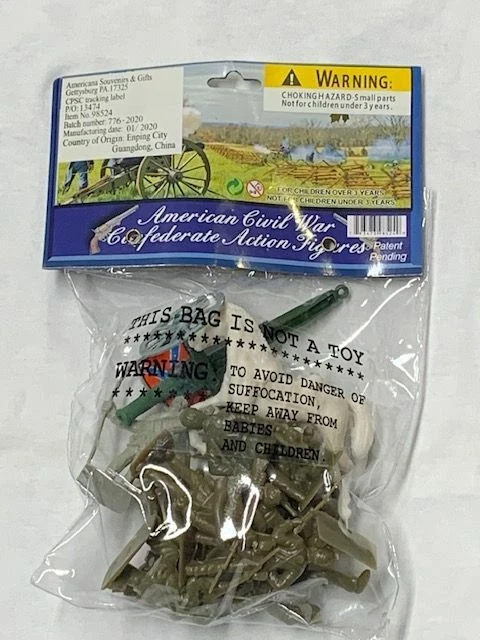 Americana Souvenirs & Gifts
Gettysburg PA 17325
CPSC tracking label
P/O: 13474
Item No. 98524
Batch number: 776-2020
Manufacturing date: 01/ 2020
Country of Origin: Enping City
Guangdong, China
WARNING:
CHOKING HAZARD-Small parts
Not for children under 3 years.
FOR CHILDREN OVER 3 YEARS
NOT FOR CHILDREN UNDER 3 YEARS.
American Civil War
Confederate Action Figures
Patent
Pending
THIS BAG IS NOT A TOY
*********************
WARNING:
******
TO AVOID DANGER OF
SUFFOCATION,
KEEP AWAY FROM
BABIES
AND CHILDREN.